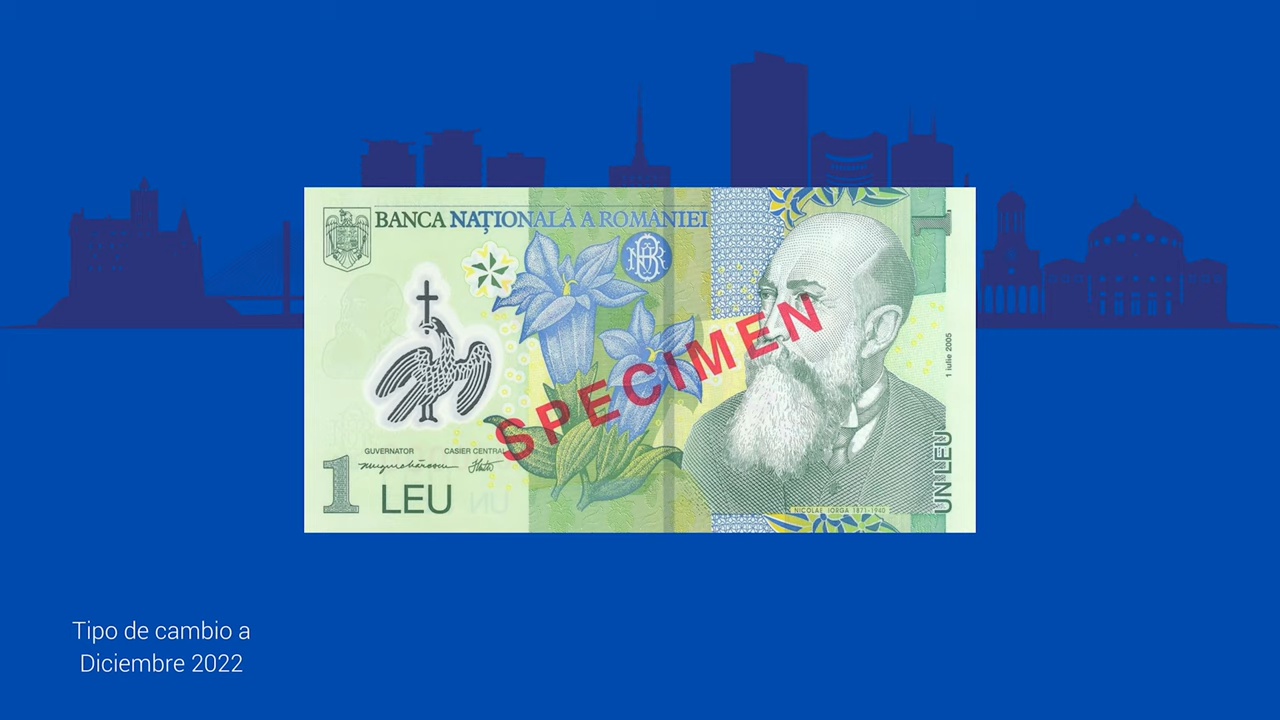 BANCA NAȚIONALĂ A ROMÂNIEI
SPECIMEN
1
1 iulie 2005
GUVERNATOR
CASIER CENTRAL
1 LEU
UN
UN LEU
NICOLAE IORGA 1871-1940
Tipo de cambio a
Diciembre 2022